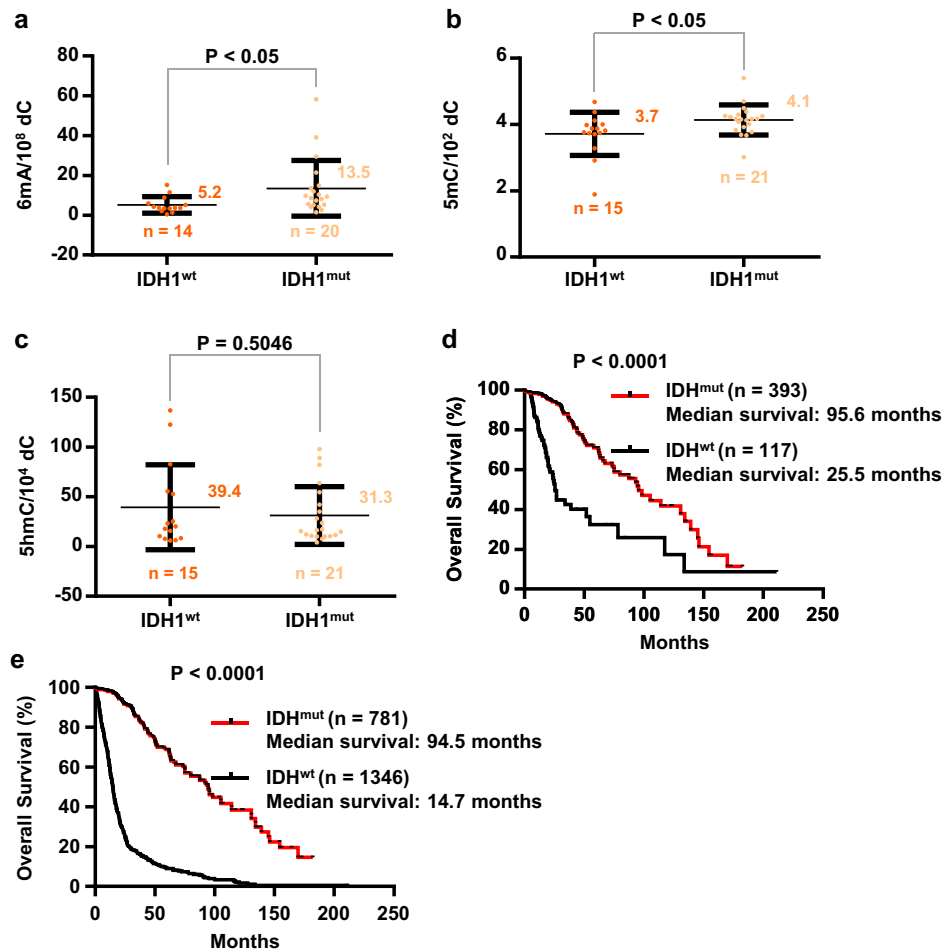 a
P < 0.05
80
60
40
20
0
-20
6mA/10⁸ dC
5.2
13.5
n = 14
n = 20
IDH1ʷᵗ
IDH1ᵐᵘᵗ
b
P < 0.05
6
4
2
0
5mC/10² dC
3.7
4.1
n = 15
n = 21
IDH1ʷᵗ
IDH1ᵐᵘᵗ
c
P = 0.5046
150
100
50
0
-50
5hmC/10⁴ dC
39.4
31.3
n = 15
n = 21
IDH1ʷᵗ
IDH1ᵐᵘᵗ
d
P < 0.0001
IDHᵐᵘᵗ (n = 393)
Median survival: 95.6 months
IDHʷᵗ (n = 117)
Median survival: 25.5 months
100
80
60
40
20
0
Overall Survival (%)
0 50 100 150 200 250
Months
e
P < 0.0001
IDHᵐᵘᵗ (n = 781)
Median survival: 94.5 months
IDHʷᵗ (n = 1346)
Median survival: 14.7 months
100
80
60
40
20
0
Overall Survival (%)
0 50 100 150 200 250
Months